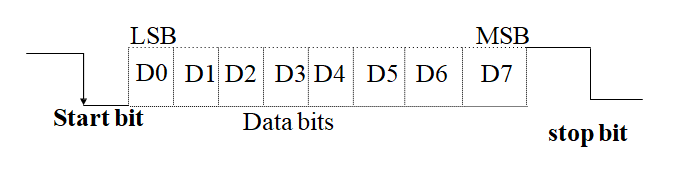 LSB MSB
D0 D1 D2 D3 D4 D5 D6 D7
Start bit Data bits stop bit